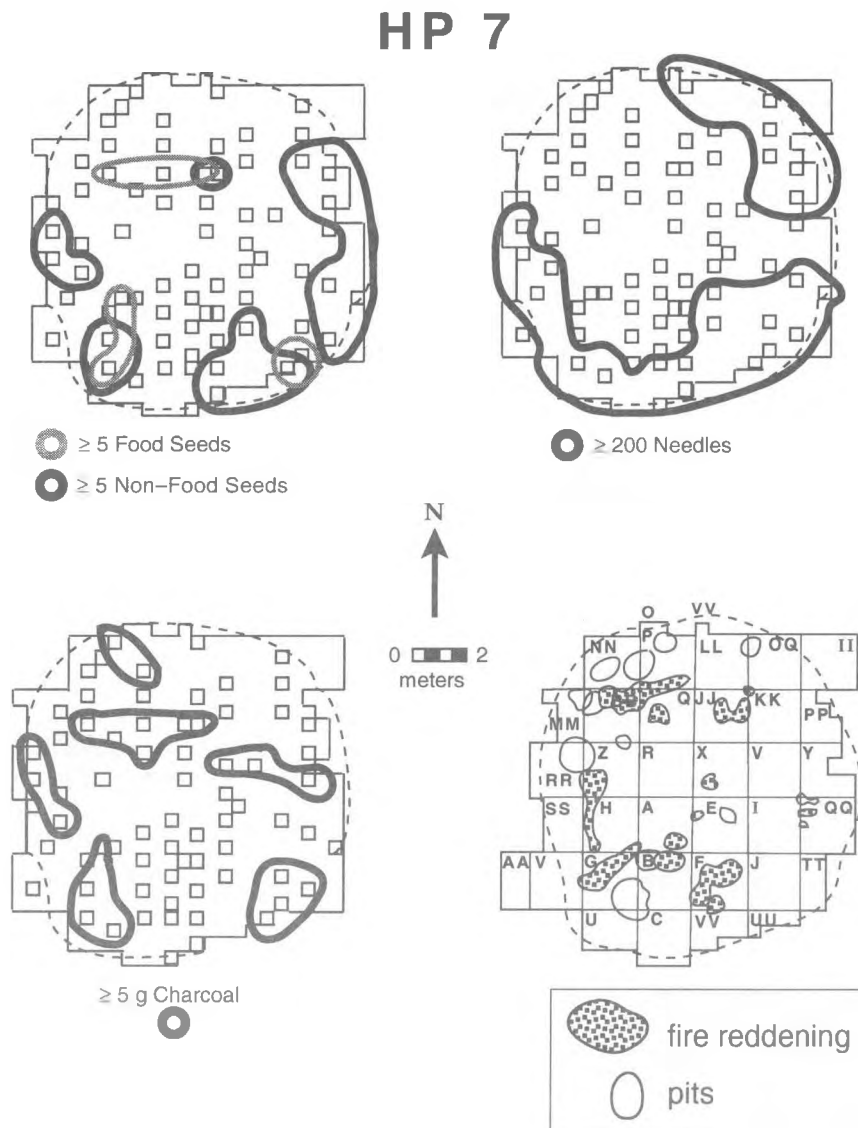 HP 7
≥ 5 Food Seeds
≥ 5 Non–Food Seeds
≥ 200 Needles
N
0 2
meters
≥ 5 g Charcoal
O VV
NN P LL OQ II
Q JJ KK
MM PP
Z R X V Y
RR
SS H A E I QQ
AA V G B F J TT
U C VV UU
fire reddening
pits